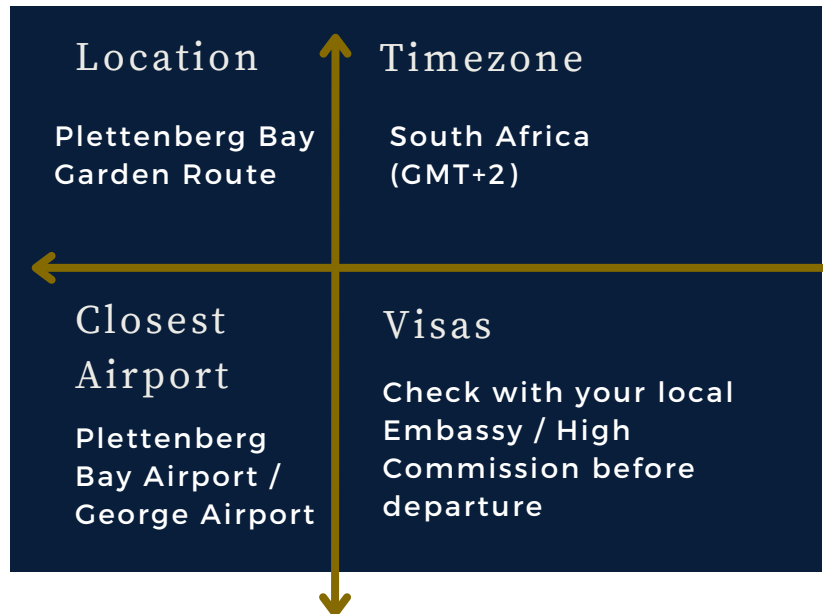 Location
Plettenberg Bay
Garden Route
Timezone
South Africa
(GMT+2)
Closest
Airport
Plettenberg
Bay Airport /
George Airport
Visas
Check with your local
Embassy / High
Commission before
departure